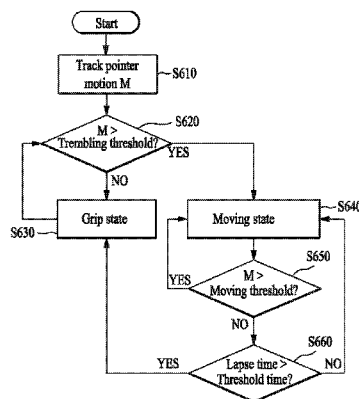 Start
Track pointer
motion M
S610
M >
Trembling threshold?
S620
YES
NO
Grip state
S630
Moving state
S640
M >
Moving threshold?
S650
YES
NO
Lapse time >
Threshold time?
S660
YES
NO